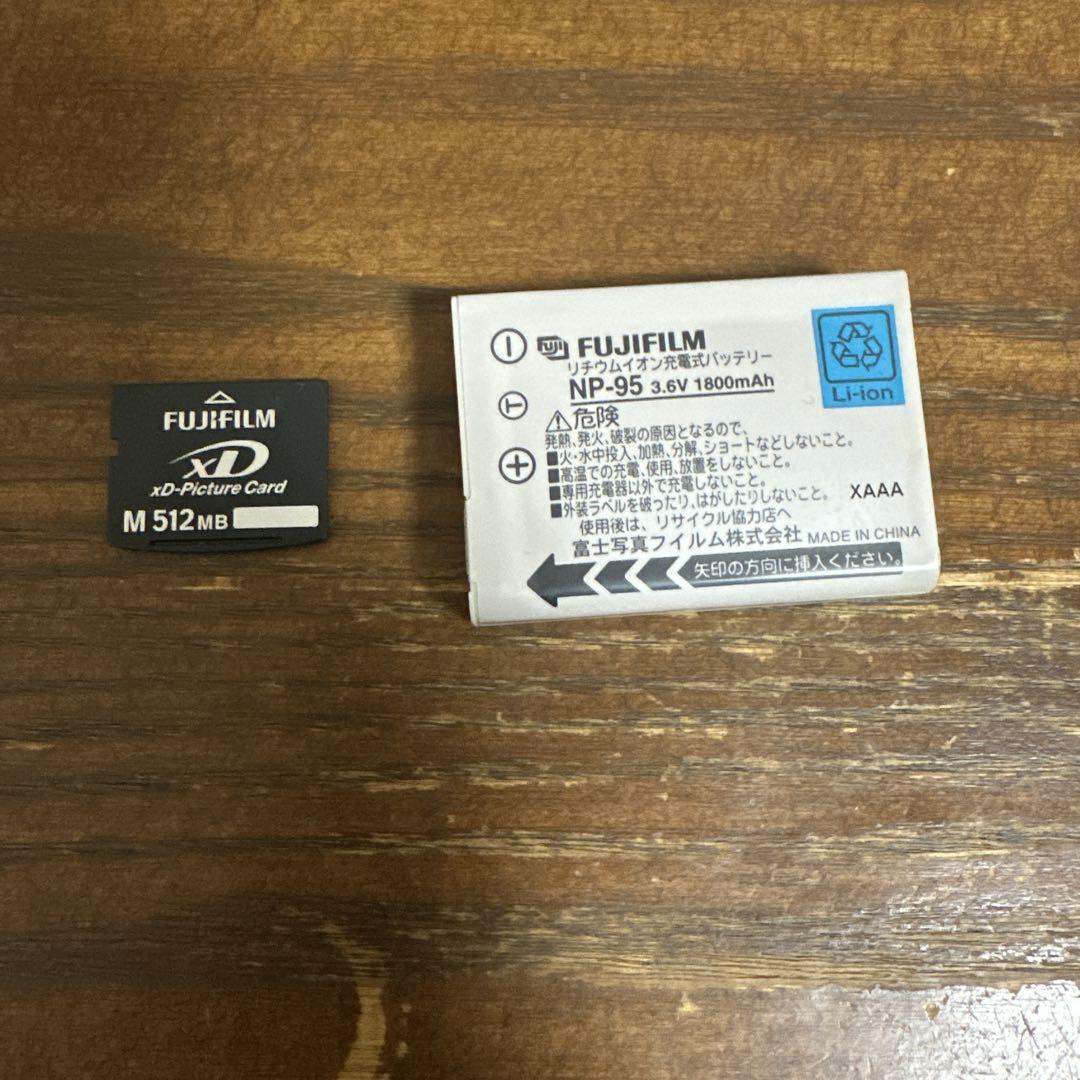 FUJIFILM
xD
xD-Picture Card
M 512MB
FUJI FUJIFILM
リチウムイオン充電式バッテリー
NP-95 3.6V 1800mAh
Li-ion
T
⚠危険
発熱、発火、破裂の原因となるので、
■火・水中投入、加熱、分解、ショートなどしないこと。
■高温での充電、使用、放置をしないこと。
■専用充電器以外で充電しないこと。
■外装ラベルを破ったり、はがしたりしないこと。
XAAA
使用後は、リサイクル協力店へ
富士写真フイルム株式会社 MADE IN CHINA
矢印の方向に挿入ください。